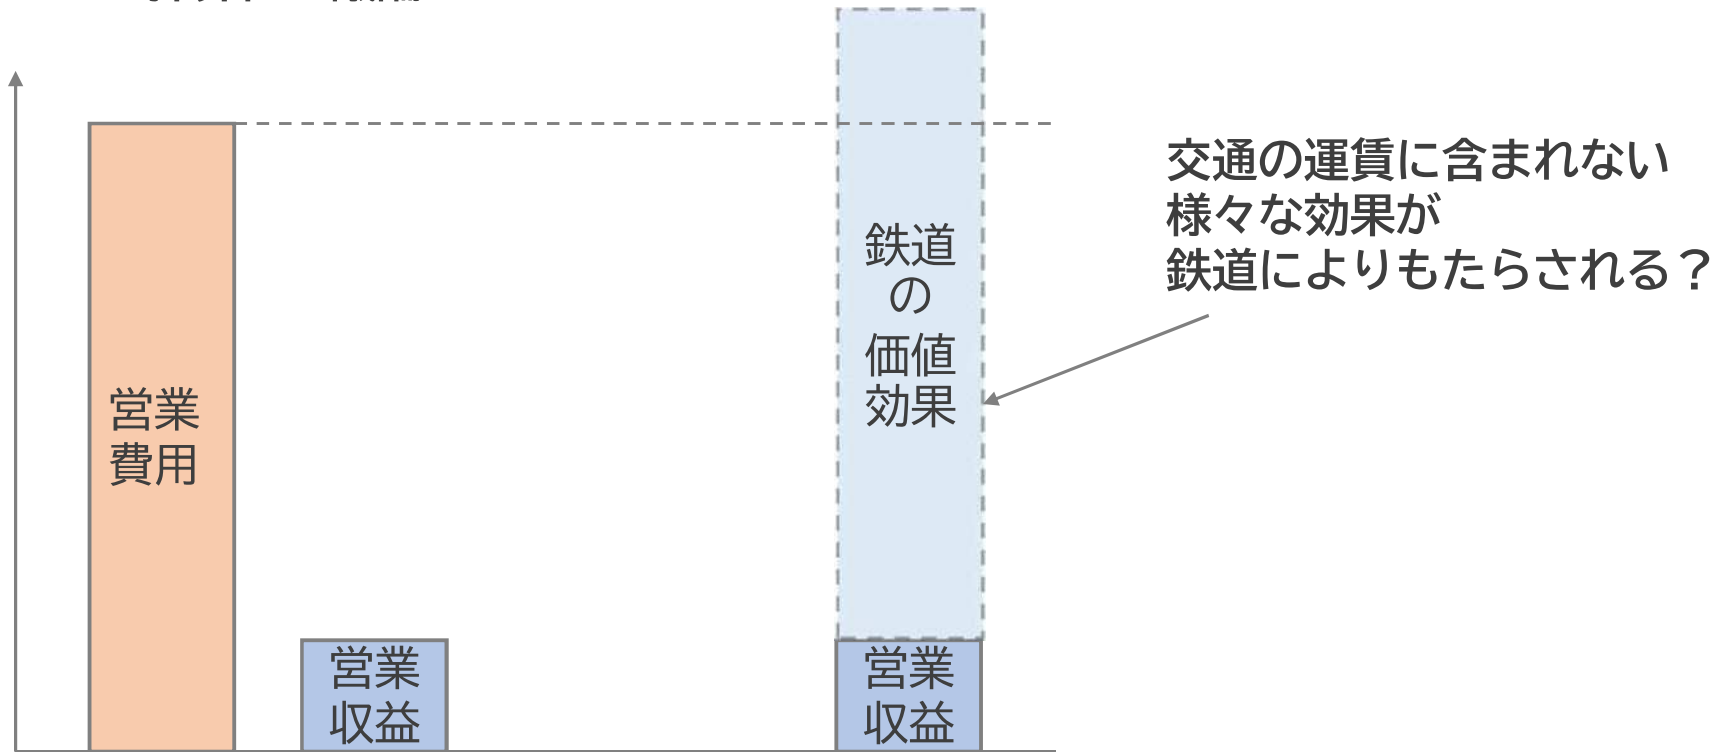 営業
費用
営業
収益
鉄道
の
価値
効果
営業
収益
交通の運賃に含まれない
様々な効果が
鉄道によりもたらされる？